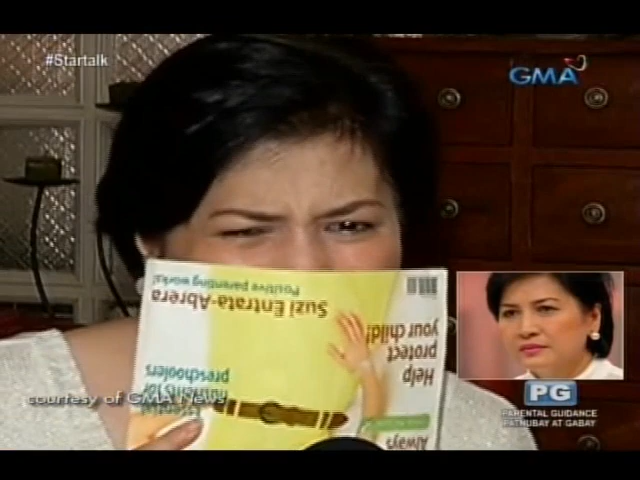 #Startalk
GMA
Suzi Entrata-Abrera
Positive parenting works!
Help
protect
your child!
preschoolers
Always
courtesy of GMA News
PG
PARENTAL GUIDANCE
PATNUBAY AT GABAY